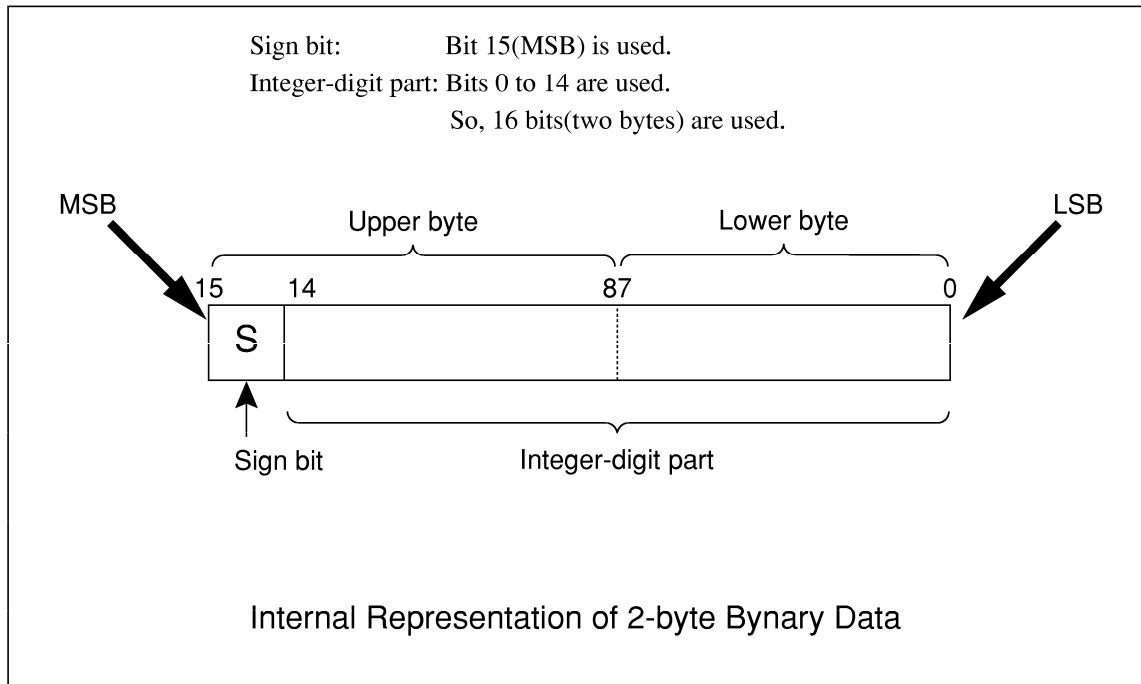 Sign bit: Bit 15(MSB) is used.
Integer-digit part: Bits 0 to 14 are used.
So, 16 bits(two bytes) are used.
MSB
LSB
Upper byte
Lower byte
15 14 87 0
S
Sign bit
Integer-digit part
Internal Representation of 2-byte Bynary Data